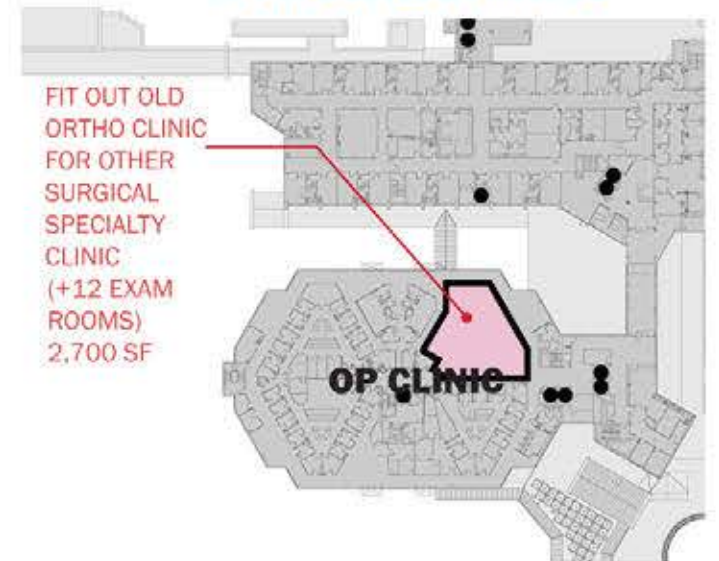 FIT OUT OLD
ORTHO CLINIC
FOR OTHER
SURGICAL
SPECIALTY
CLINIC
(+12 EXAM
ROOMS)
2,700 SF
OP CLINIC